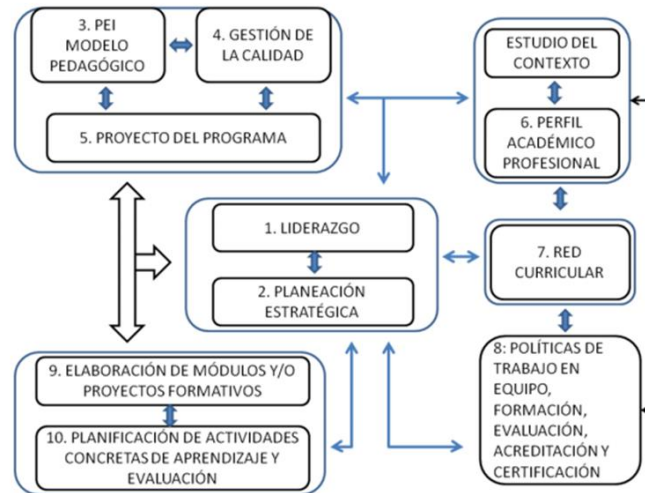 3. PEI
MODELO
PEDAGÓGICO
4. GESTIÓN DE
LA CALIDAD
5. PROYECTO DEL PROGRAMA
ESTUDIO DEL
CONTEXTO
6. PERFIL
ACADÉMICO
PROFESIONAL
1. LIDERAZGO
2. PLANEACIÓN
ESTRATÉGICA
7. RED
CURRICULAR
8: POLÍTICAS DE
TRABAJO EN
EQUIPO,
FORMACIÓN,
EVALUACIÓN,
ACREDITACIÓN Y
CERTIFICACIÓN
9. ELABORACIÓN DE MÓDULOS Y/O
PROYECTOS FORMATIVOS
10. PLANIFICACIÓN DE ACTIVIDADES
CONCRETAS DE APRENDIZAJE Y
EVALUACIÓN